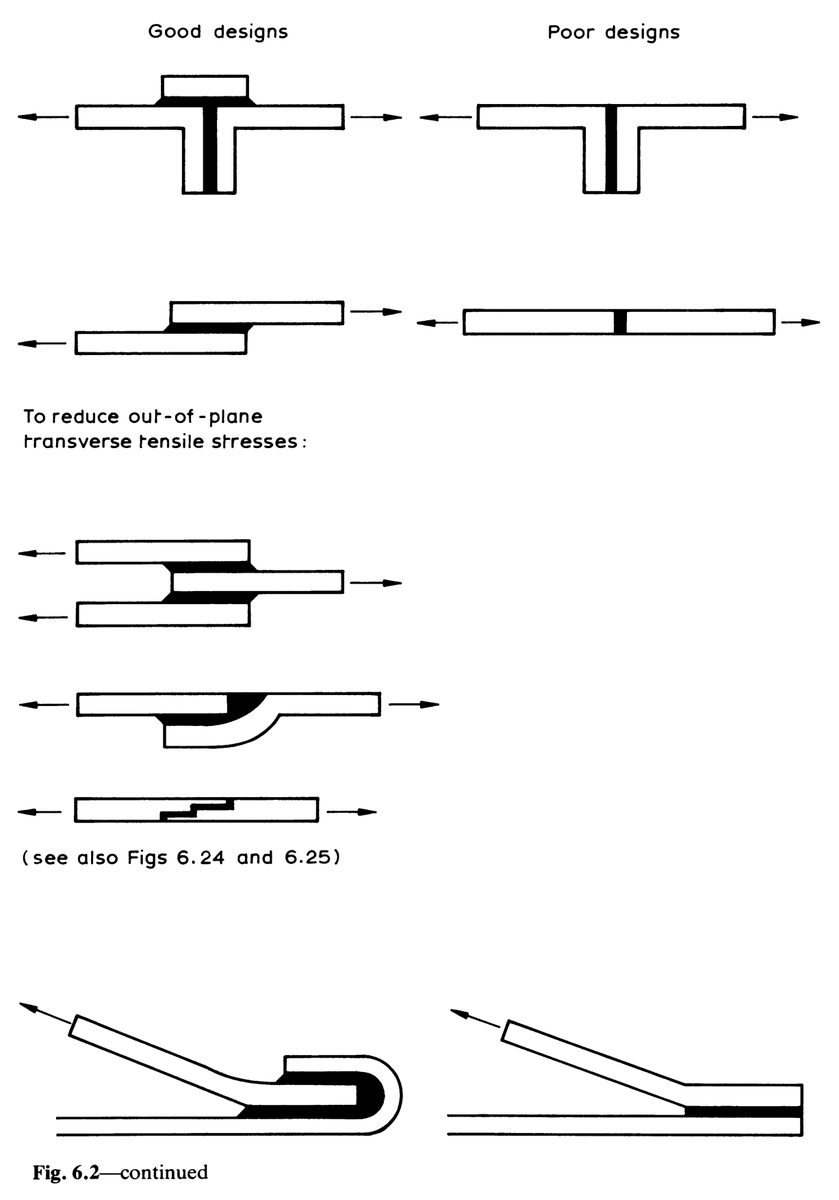 Good designs
Poor designs
To reduce out-of-plane
transverse tensile stresses:
(see also Figs 6.24 and 6.25)
Fig. 6.2—continued